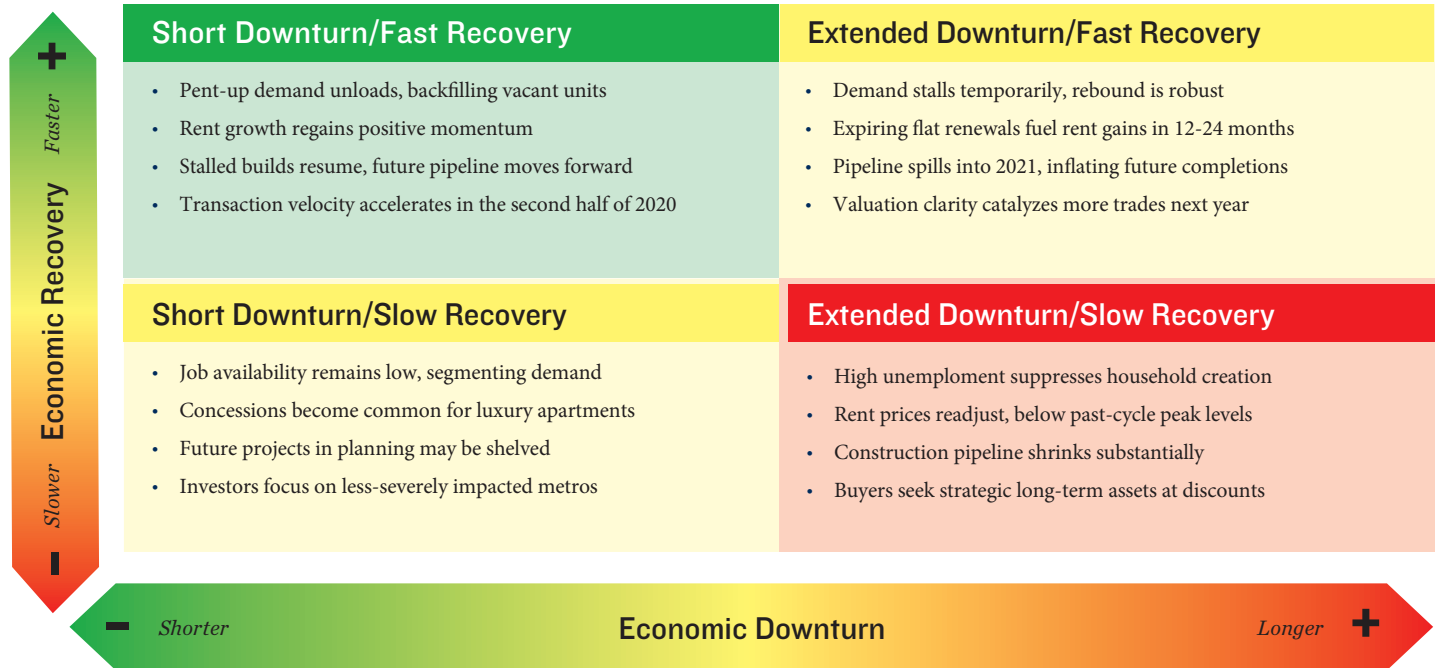 Short Downturn/Fast Recovery
• Pent-up demand unloads, backfilling vacant units
• Rent growth regains positive momentum
• Stalled builds resume, future pipeline moves forward
• Transaction velocity accelerates in the second half of 2020
Extended Downturn/Fast Recovery
• Demand stalls temporarily, rebound is robust
• Expiring flat renewals fuel rent gains in 12-24 months
• Pipeline spills into 2021, inflating future completions
• Valuation clarity catalyzes more trades next year
Short Downturn/Slow Recovery
• Job availability remains low, segmenting demand
• Concessions become common for luxury apartments
• Future projects in planning may be shelved
• Investors focus on less-severely impacted metros
Extended Downturn/Slow Recovery
• High unemploment suppresses household creation
• Rent prices readjust, below past-cycle peak levels
• Construction pipeline shrinks substantially
• Buyers seek strategic long-term assets at discounts
- Slower Economic Recovery Faster +
- Shorter Economic Downturn Longer +